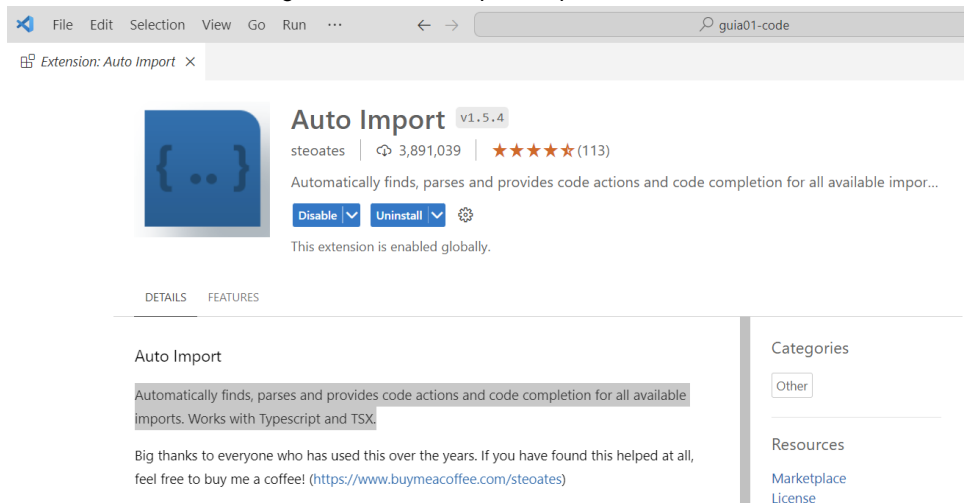 File Edit Selection View Go Run ··· ← → guia01-code
Extension: Auto Import ×
{..}
Auto Import v1.5.4
steoates 3,891,039 ★★★★★(113)
Automatically finds, parses and provides code actions and code completion for all available impor...
Disable Uninstall
This extension is enabled globally.
DETAILS FEATURES
Auto Import
Automatically finds, parses and provides code actions and code completion for all available
imports. Works with Typescript and TSX.
Big thanks to everyone who has used this over the years. If you have found this helped at all,
feel free to buy me a coffee! (https://www.buymeacoffee.com/steoates)
Categories
Other
Resources
Marketplace
License